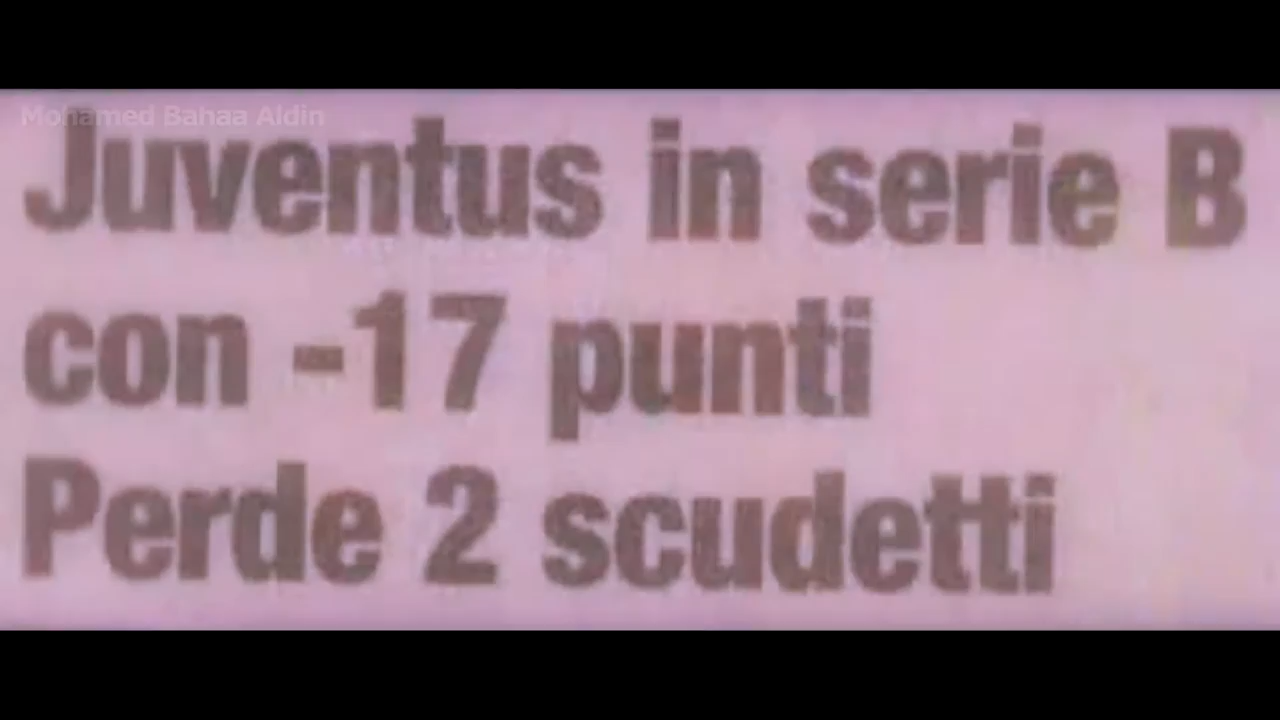 Mohamed Bahaa Aldin
Juventus in serie B
con -17 punti
Perde 2 scudetti